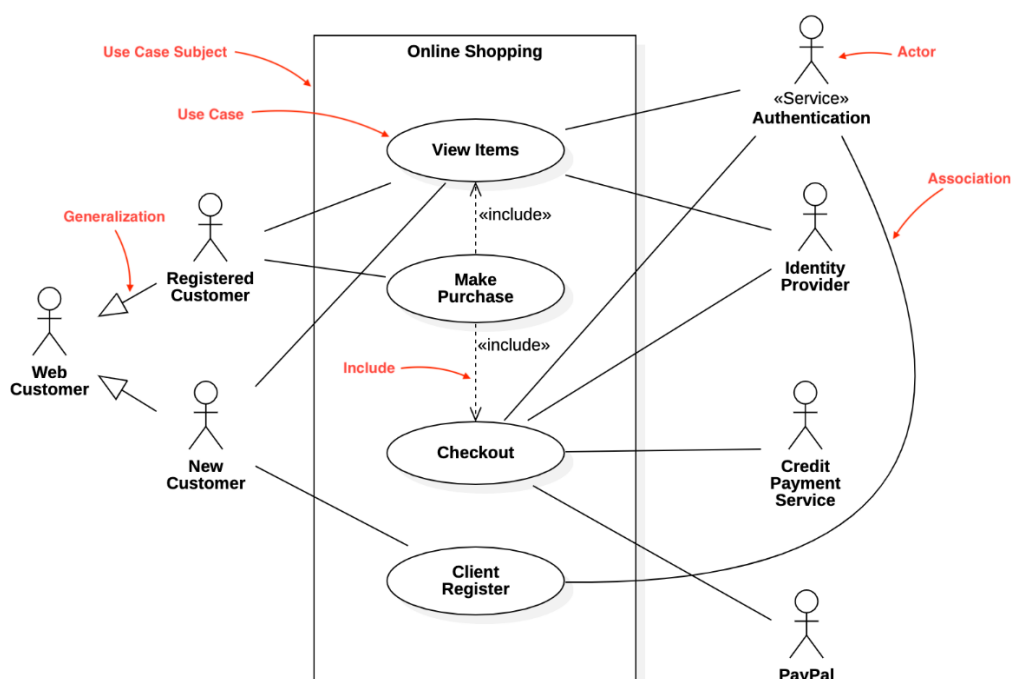 Online Shopping
Use Case Subject
Actor
«Service»
Authentication
Use Case
View Items
Association
Generalization
«include»
Registered
Customer
Make
Purchase
Identity
Provider
«include»
Include
Web
Customer
Checkout
New
Customer
Credit
Payment
Service
Client
Register
PayPal